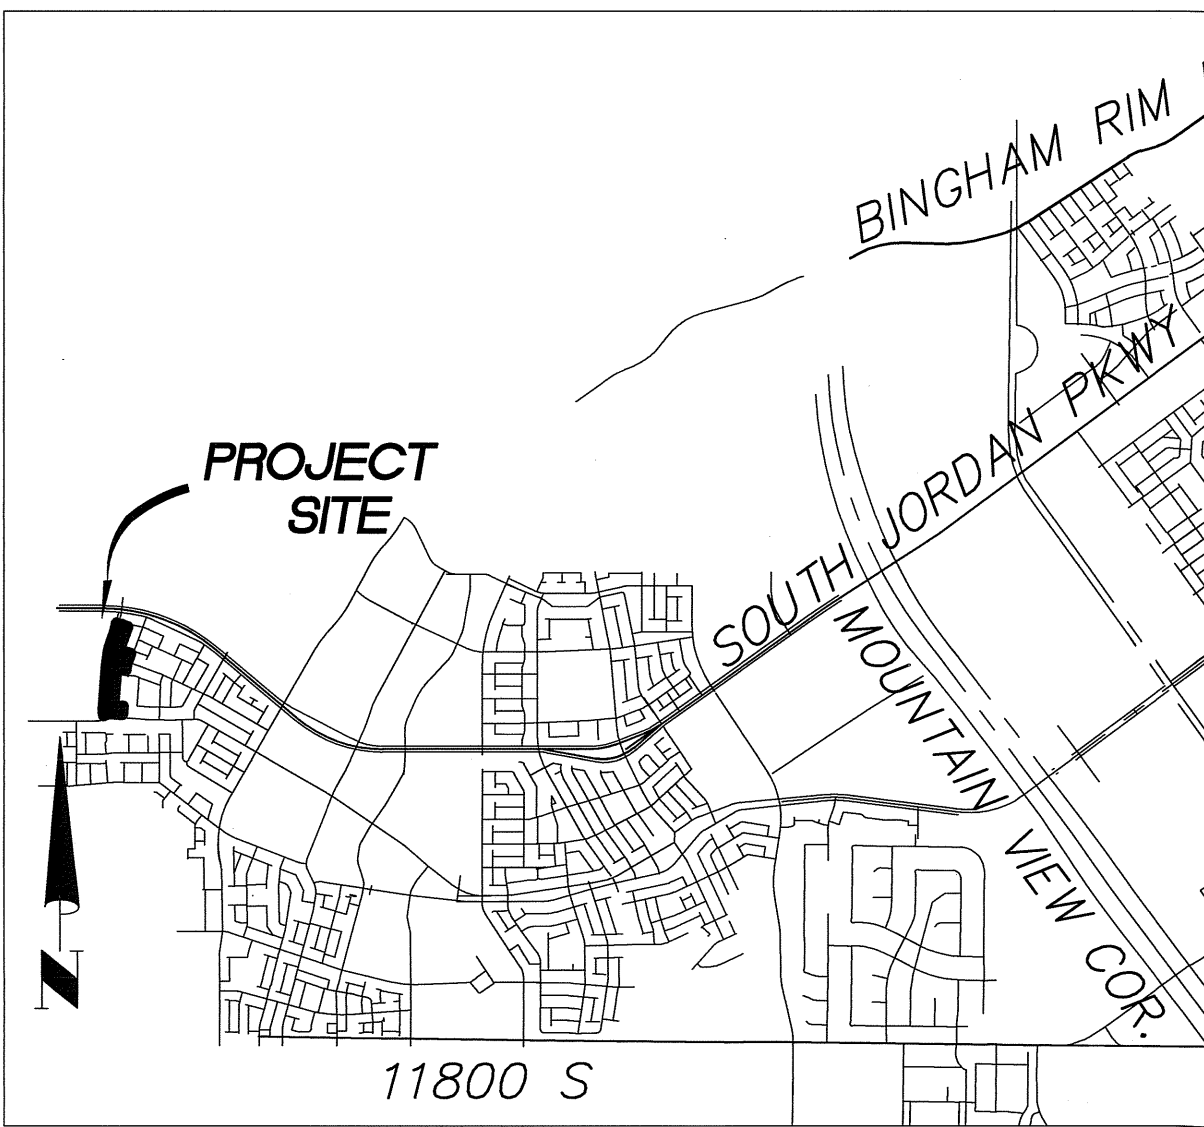 BINGHAM RIM
SOUTH JORDAN PKWY
PROJECT
SITE
MOUNTAIN VIEW COR.
N
11800 S